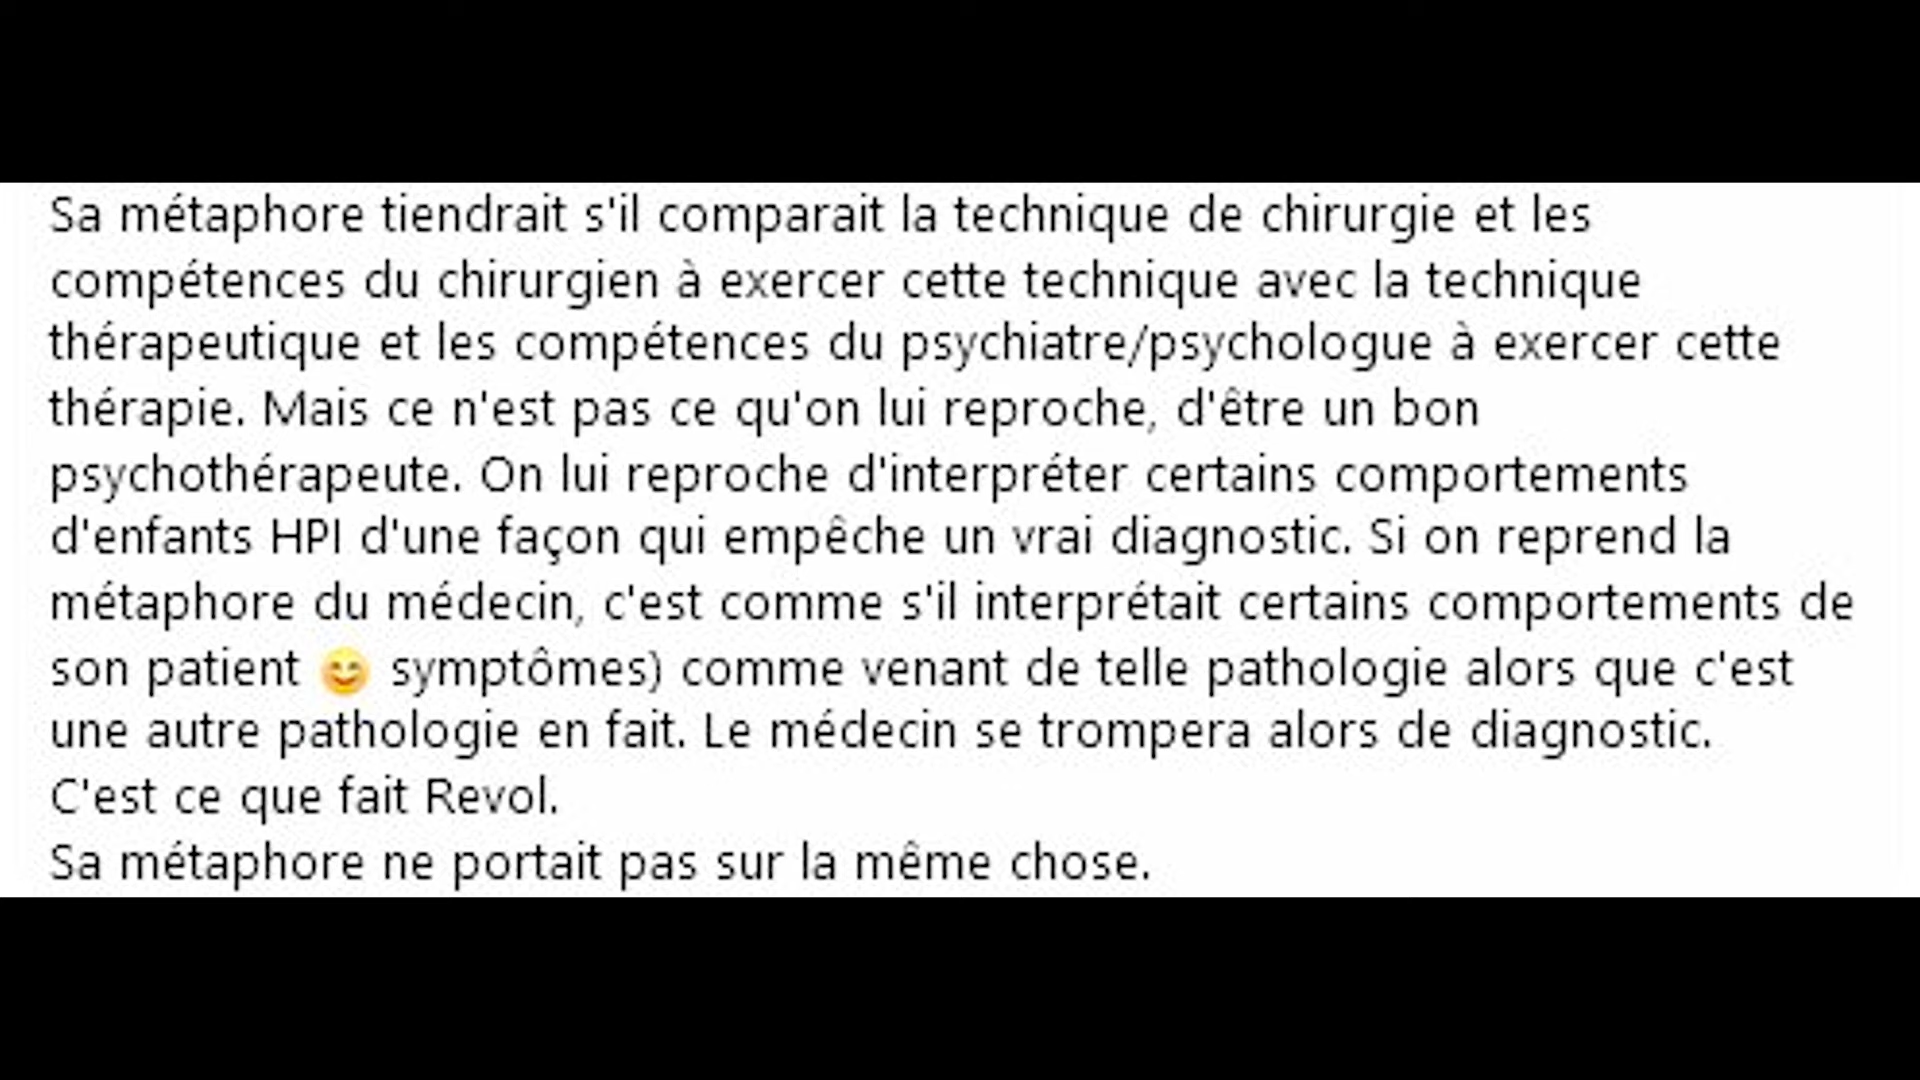 Sa métaphore tiendrait s'il comparait la technique de chirurgie et les
compétences du chirurgien à exercer cette technique avec la technique
thérapeutique et les compétences du psychiatre/psychologue à exercer cette
thérapie. Mais ce n'est pas ce qu'on lui reproche, d'être un bon
psychothérapeute. On lui reproche d'interpréter certains comportements
d'enfants HPI d'une façon qui empêche un vrai diagnostic. Si on reprend la
métaphore du médecin, c'est comme s'il interprétait certains comportements de
son patient 😊 symptômes) comme venant de telle pathologie alors que c'est
une autre pathologie en fait. Le médecin se trompera alors de diagnostic.
C'est ce que fait Revol.
Sa métaphore ne portait pas sur la même chose.